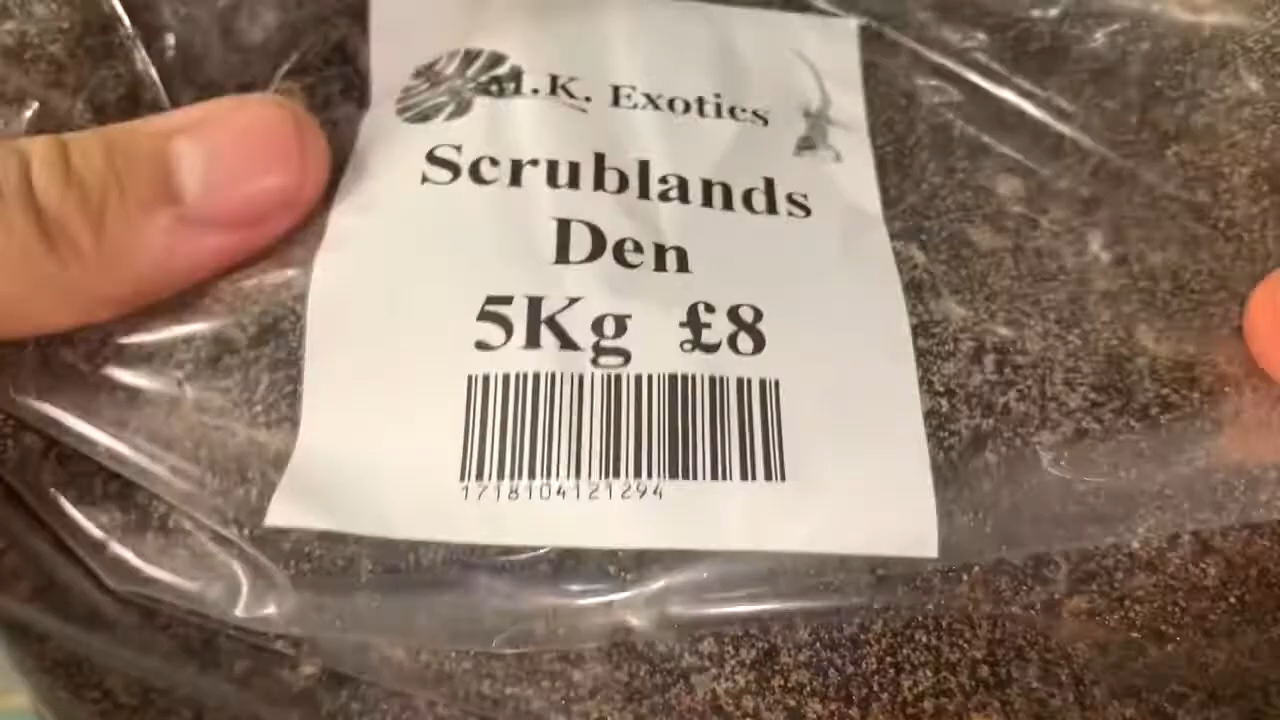 M.K. Exotics
Scrublands
Den
5Kg £8
1718104121294